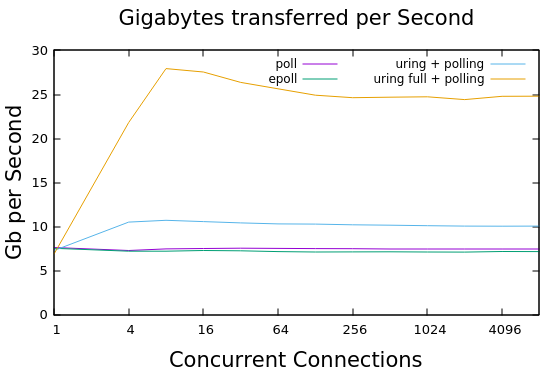 Gigabytes transferred per Second
poll
epoll
uring + polling
uring full + polling
30
25
20
15
10
5
0
Gb per Second
1 4 16 64 256 1024 4096
Concurrent Connections